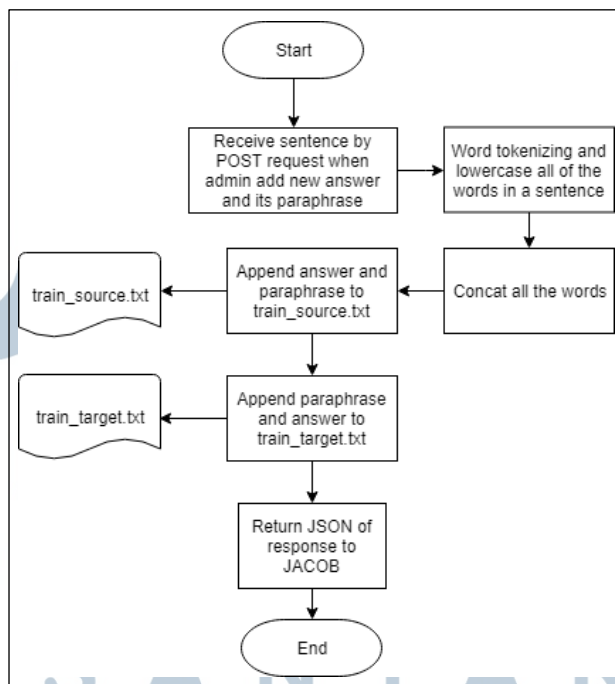 Start
Receive sentence by
POST request when
admin add new answer
and its paraphrase
Word tokenizing and
lowercase all of the
words in a sentence
Concat all the words
Append answer and
paraphrase to
train_source.txt
train_source.txt
Append paraphrase
and answer to
train_target.txt
train_target.txt
Return JSON of
response to
JACOB
End